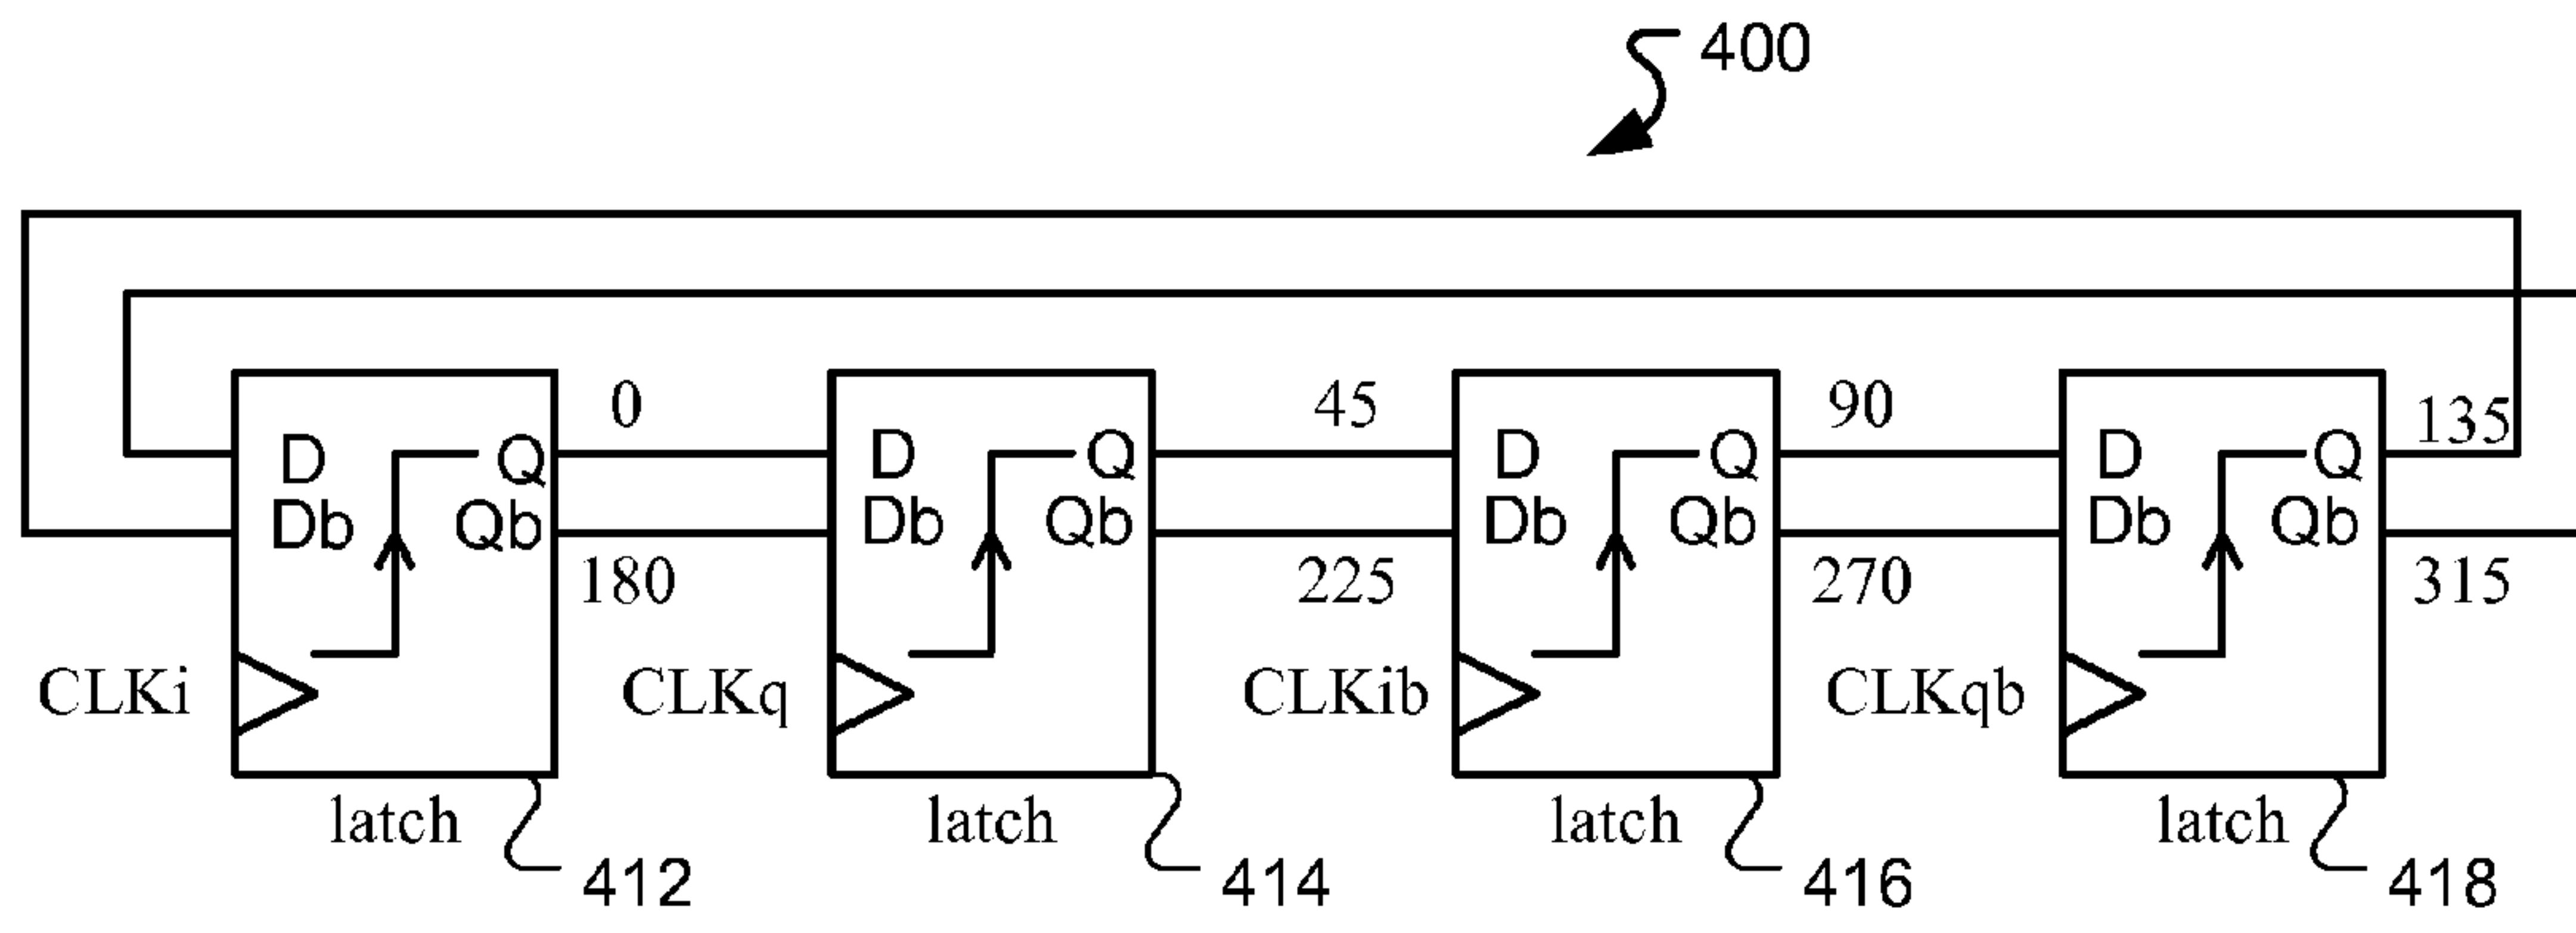 400
0 45 90 135
D Q D Q D Q D Q
Db Qb Db Qb Db Qb Db Qb
180 225 270 315
CLKi CLKq CLKib CLKqb
latch latch latch latch
412 414 416 418